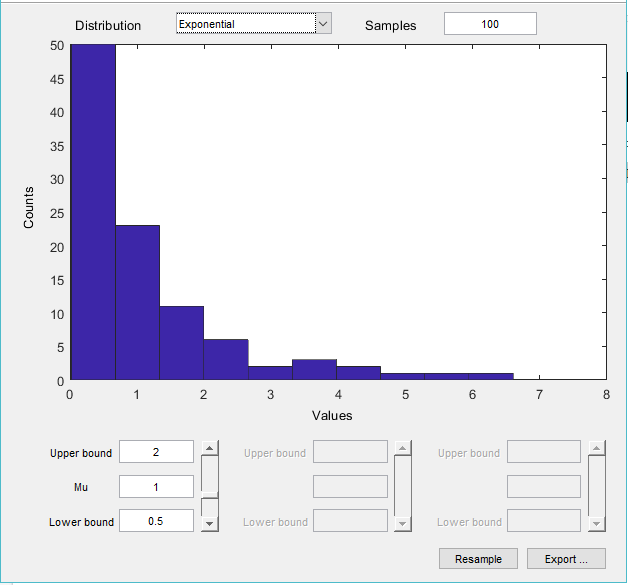 Distribution Exponential Samples 100
50
45
40
35
30
25
20
15
10
5
0
Counts
0 1 2 3 4 5 6 7 8
Values
Upper bound 2 Upper bound Upper bound
Mu 1
Lower bound 0.5 Lower bound Lower bound
Resample Export ...